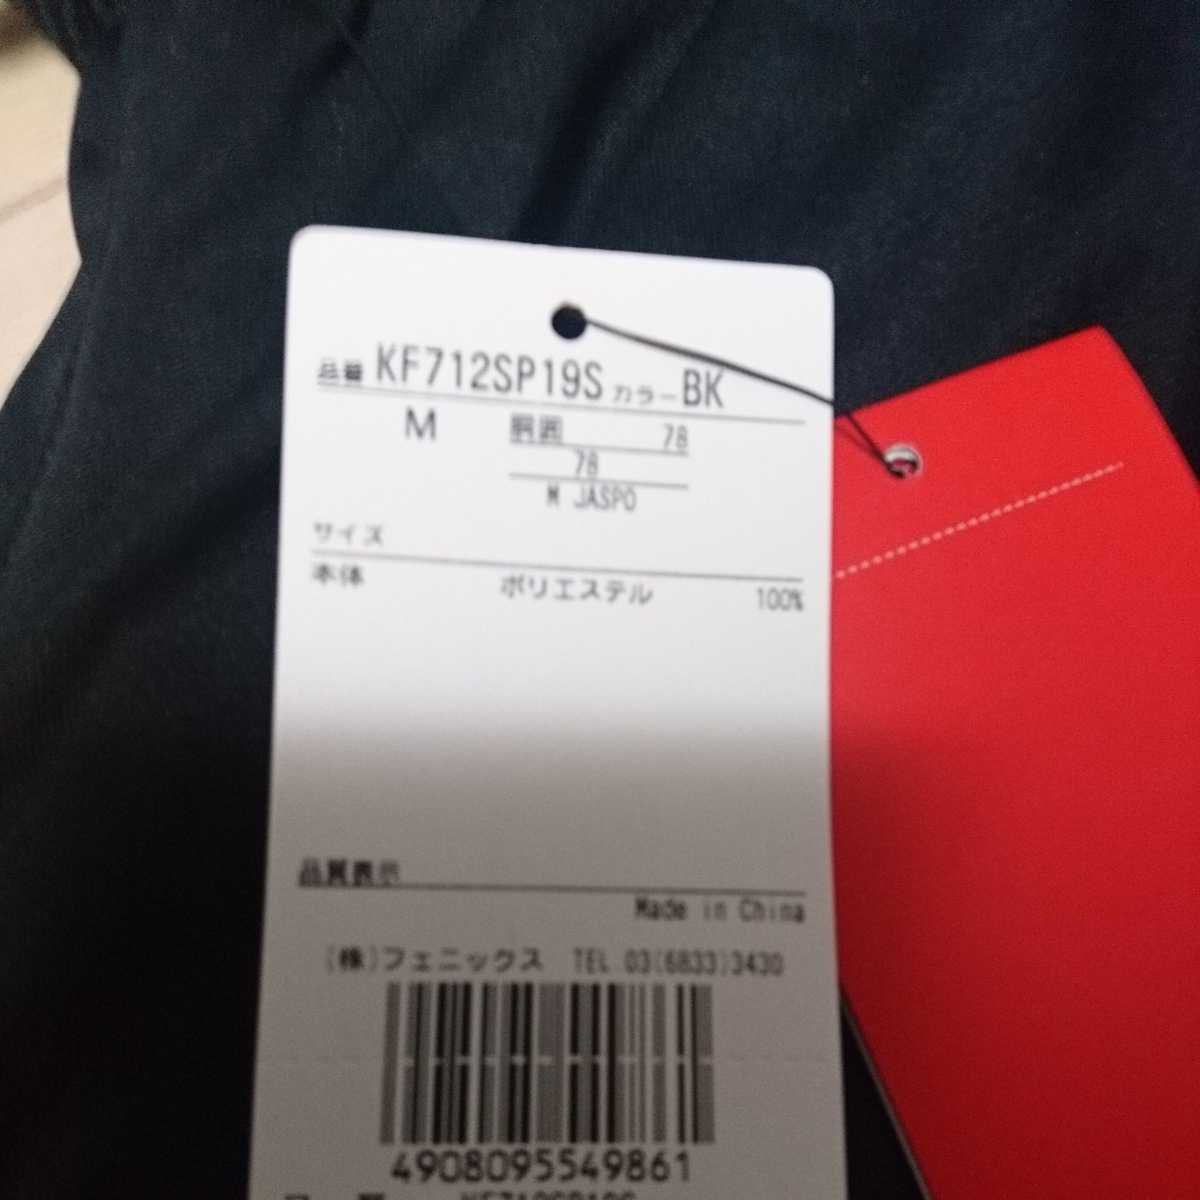 品番 KF712SP19S カラー BK
M 胴囲 78
78
M JASPO
サイズ
本体 ポリエステル 100%
品質表示
Made in China
(株)フェニックス TEL.03(6833)3430
4908095549861
KF712SP19S